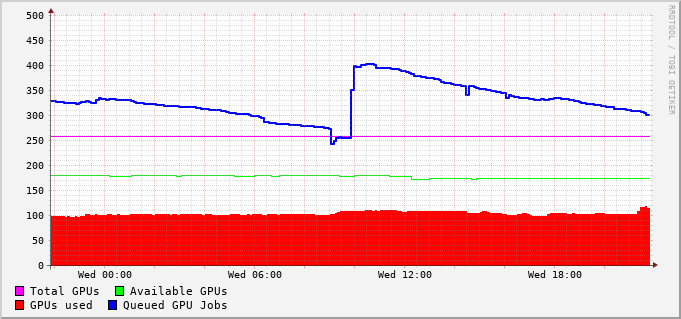 500
450
400
350
300
250
200
150
100
50
0
Wed 00:00 Wed 06:00 Wed 12:00 Wed 18:00
Total GPUs Available GPUs
GPUs used Queued GPU Jobs
RRDTOOL / TOBI OETIKER